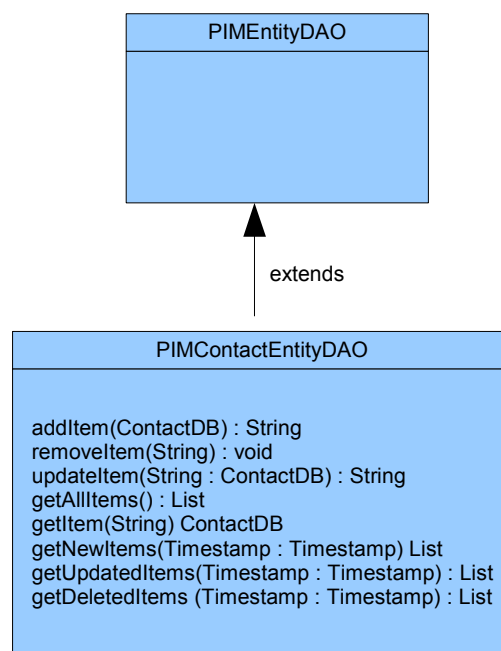 PIMEntityDAO
extends
PIMContactEntityDAO
addItem(ContactDB) : String
removeItem(String) : void
updateItem(String : ContactDB) : String
getAllItems() : List
getItem(String) ContactDB
getNewItems(Timestamp : Timestamp) List
getUpdatedItems(Timestamp : Timestamp) : List
getDeletedItems (Timestamp : Timestamp) : List